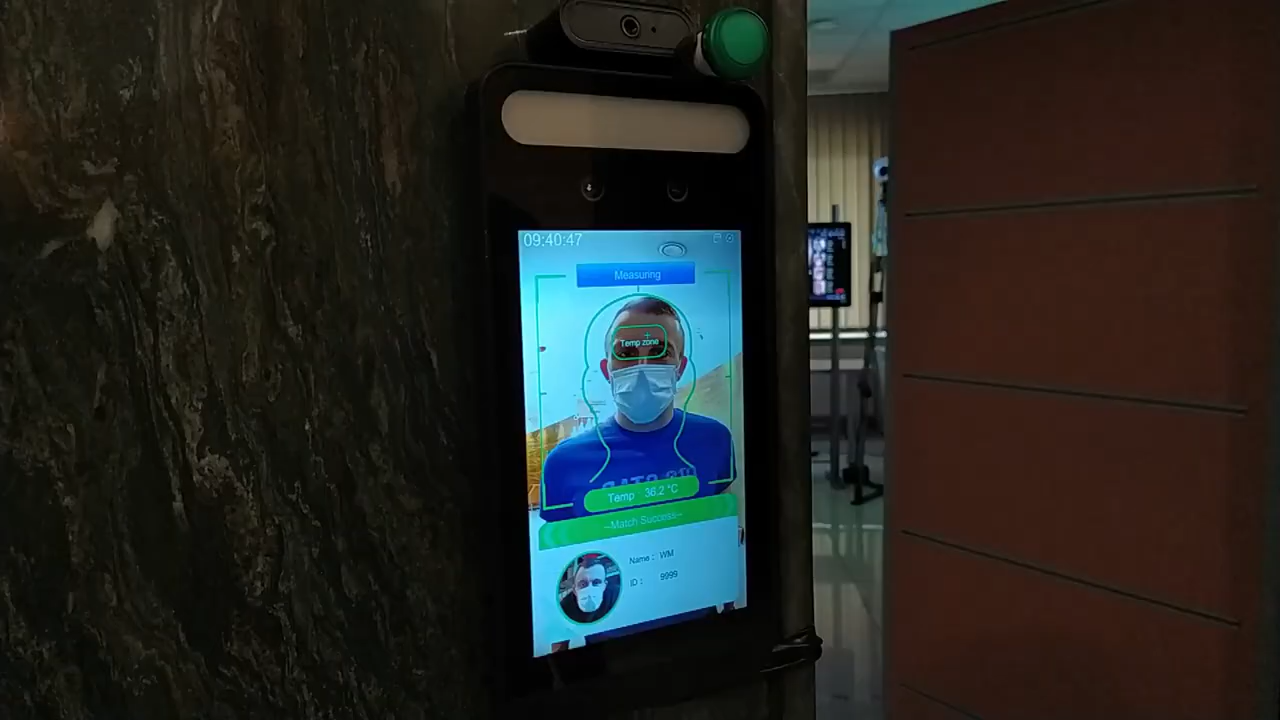 09:40:47
Measuring
Temp zone
Temp : 36.2 °C
--Match Success--
Name : WM
ID : 9999